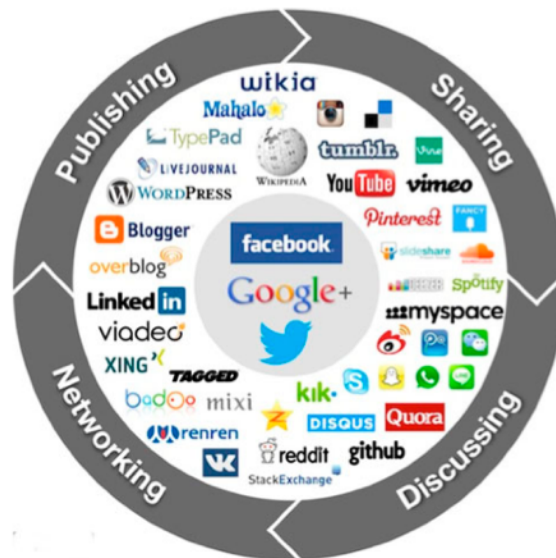 Publishing
Sharing
Discussing
Networking
wikia
Mahalo
TypePad
WIKIPEDIA
tumblr.
Vine
LIVEJOURNAL
WORDPRESS
YouTube
vimeo
Blogger
Pinterest
FANCY
overblog
facebook
slideshare
Google+
Spotify
LinkedIn
myspace
viadeo
XING
TAGGED
kik
badoo
mixi
DISQUS
Quora
renren
reddit
github
StackExchange